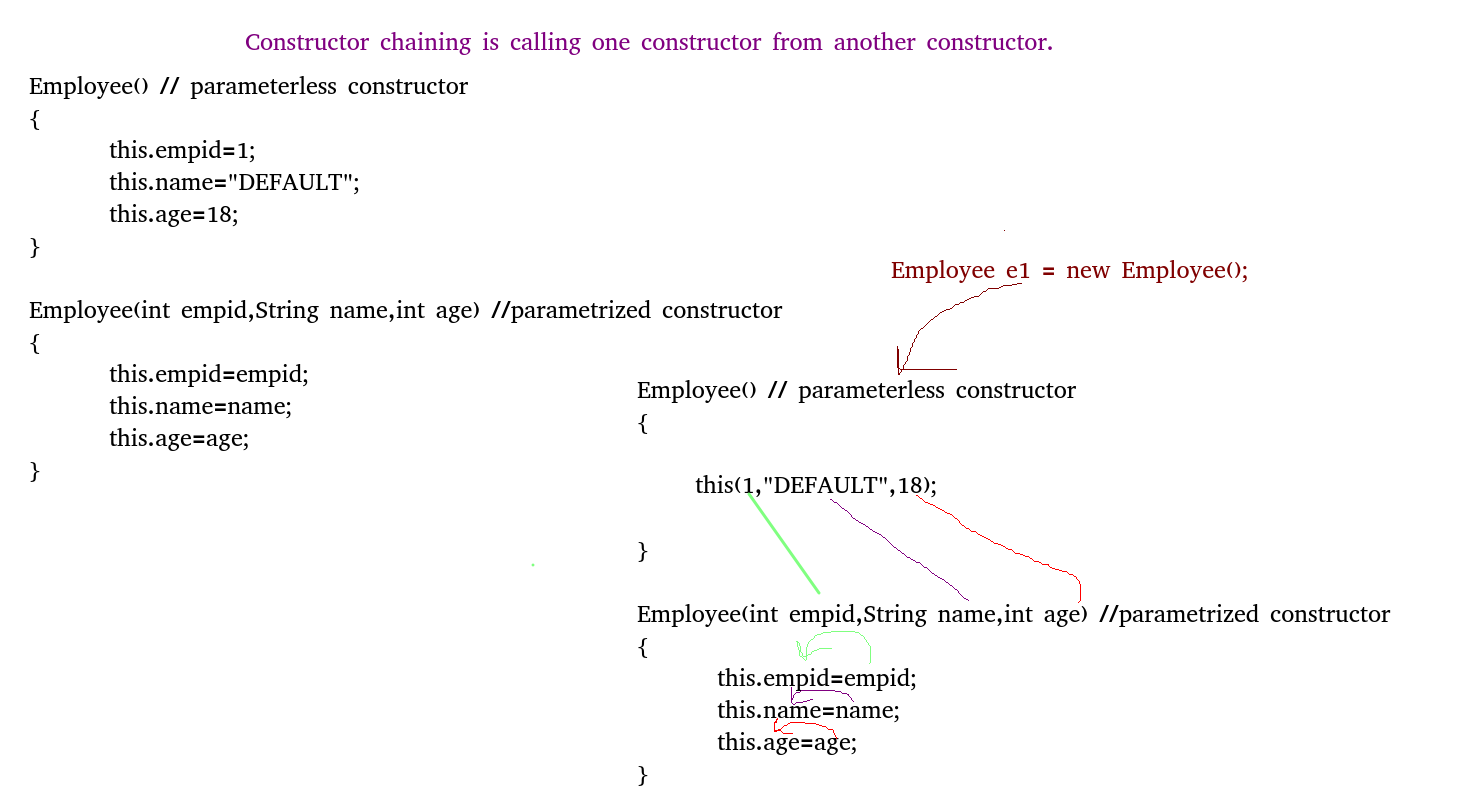 Constructor chaining is calling one constructor from another constructor.
Employee() // parameterless constructor
{
this.empid=1;
this.name="DEFAULT";
this.age=18;
}
Employee(int empid,String name,int age) //parametrized constructor
{
this.empid=empid;
this.name=name;
this.age=age;
}
Employee e1 = new Employee();
Employee() // parameterless constructor
{
this(1,"DEFAULT",18);
}
Employee(int empid,String name,int age) //parametrized constructor
{
this.empid=empid;
this.name=name;
this.age=age;
}